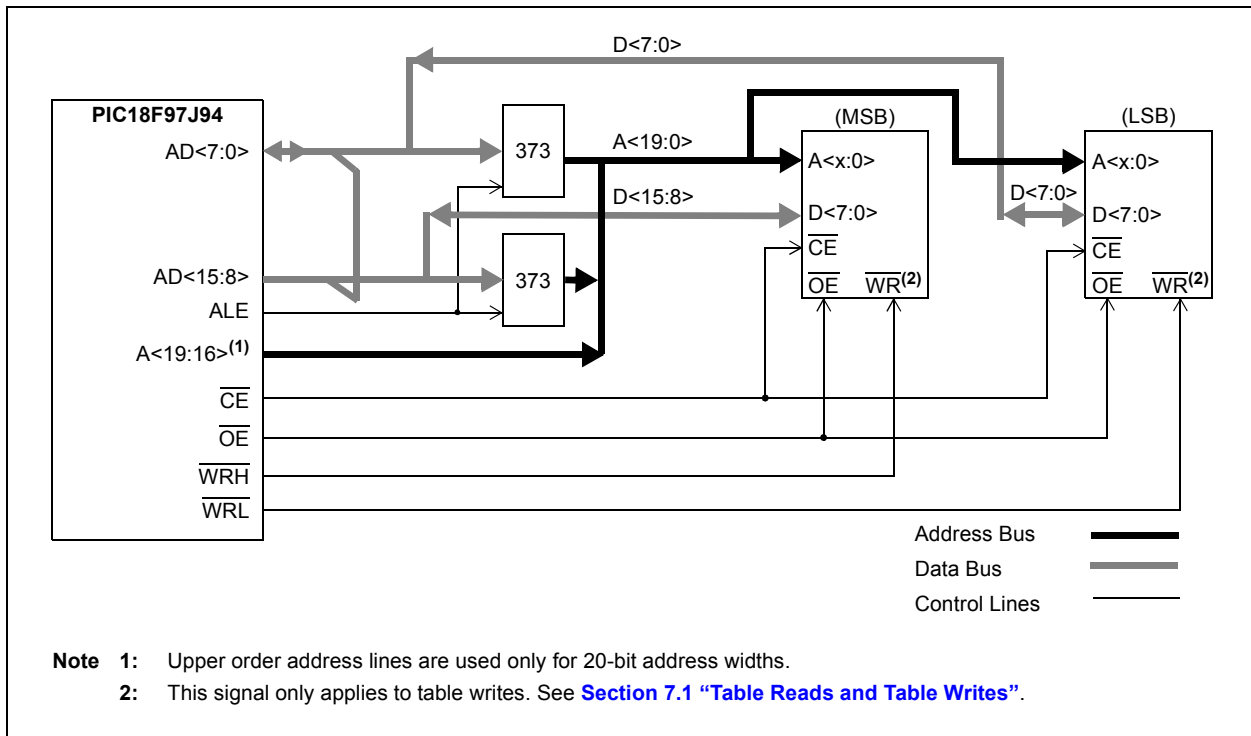 D<7:0>
PIC18F97J94
AD<7:0>
AD<15:8>
ALE
A<19:16>(1)
CE
OE
WRH
WRL
373
373
A<19:0>
D<15:8>
(MSB)
A<x:0>
D<7:0>
CE
OE WR(2)
(LSB)
A<x:0>
D<7:0>
D<7:0>
CE
OE WR(2)
Address Bus
Data Bus
Control Lines
Note 1: Upper order address lines are used only for 20-bit address widths.
2: This signal only applies to table writes. See Section 7.1 “Table Reads and Table Writes”.